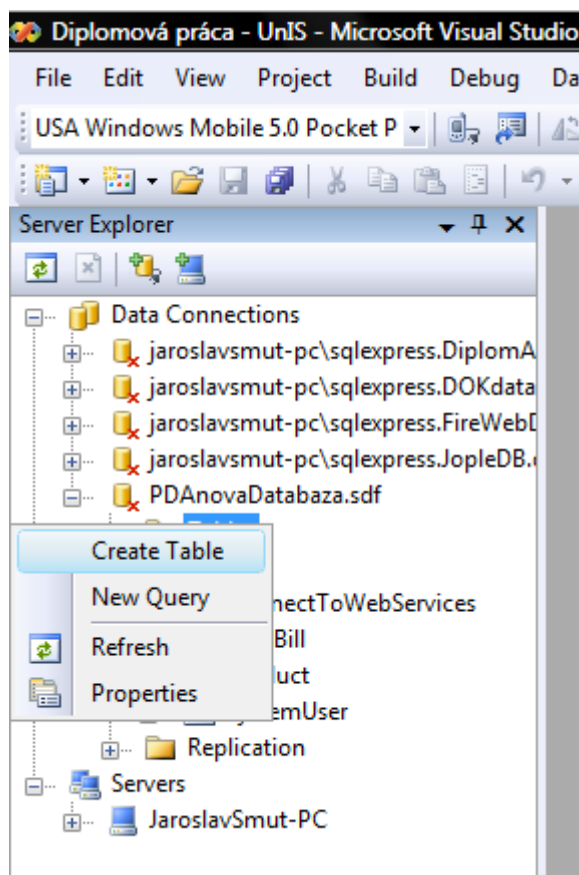 Diplomová práca - UnIS - Microsoft Visual Studio
File Edit View Project Build Debug Da
USA Windows Mobile 5.0 Pocket P
Server Explorer
Data Connections
jaroslavsmut-pc\sqlexpress.DiplomA
jaroslavsmut-pc\sqlexpress.DOKdata
jaroslavsmut-pc\sqlexpress.FireWebD
jaroslavsmut-pc\sqlexpress.JopleDB.
PDAnovaDatabaza.sdf
Create Table
New Query
nectToWebServices
Refresh
Bill
uct
Properties
emUser
Replication
Servers
JaroslavSmut-PC